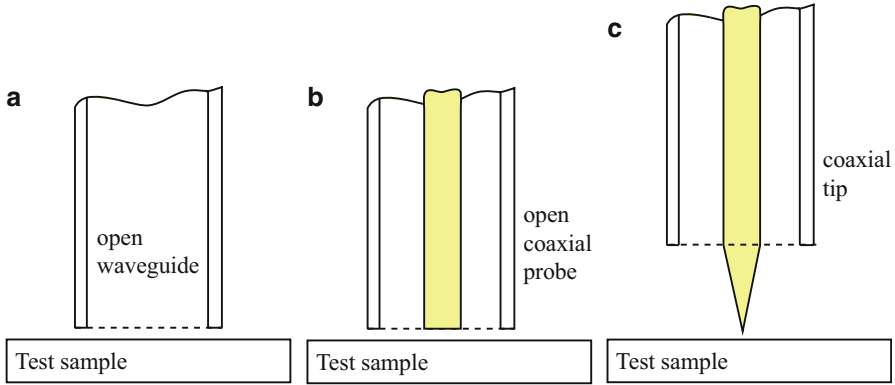 a
open
waveguide
Test sample
b
open
coaxial
probe
Test sample
c
coaxial
tip
Test sample